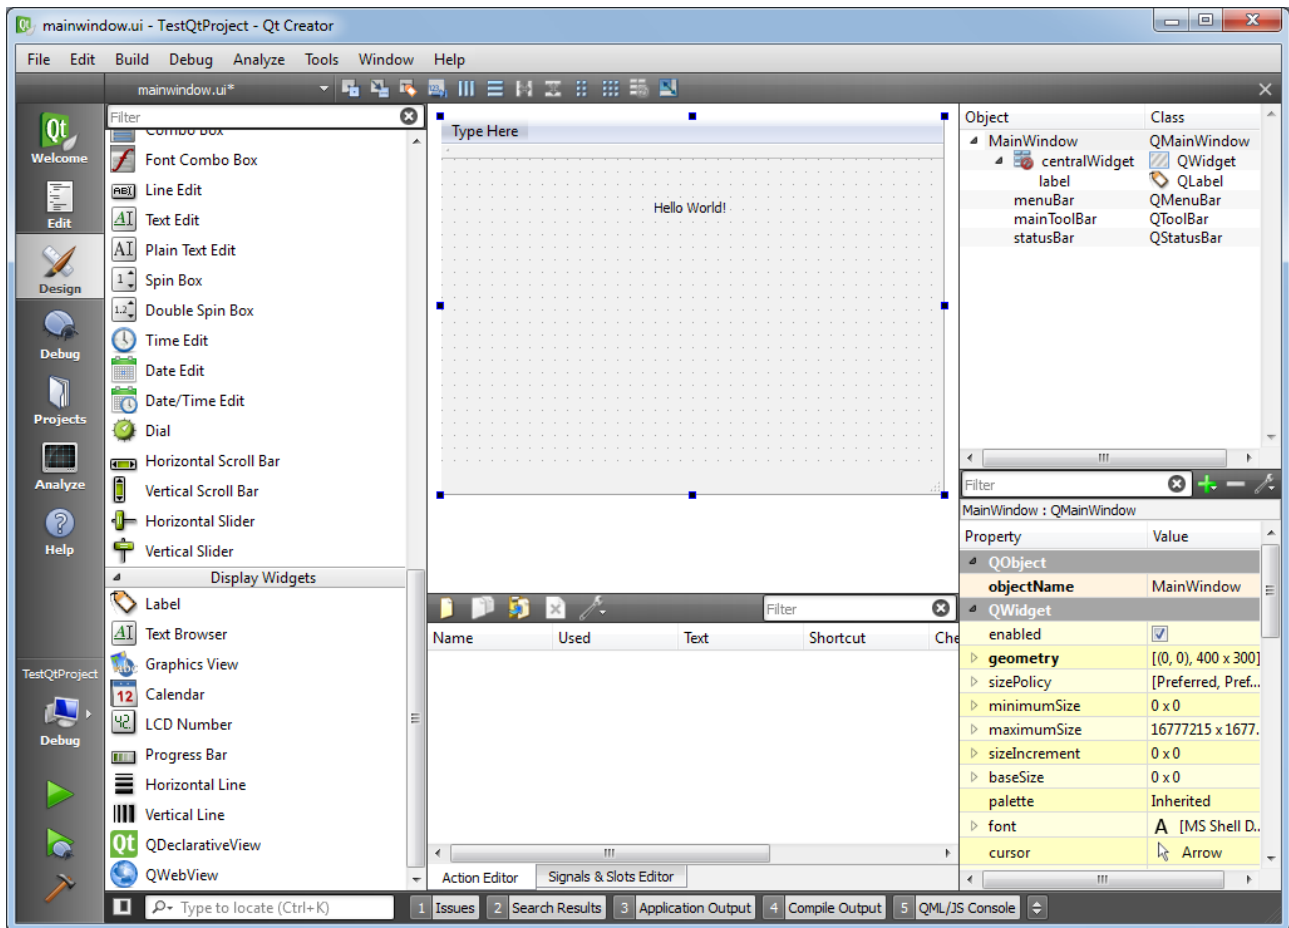 mainwindow.ui - TestQtProject - Qt Creator
File Edit Build Debug Analyze Tools Window Help
mainwindow.ui*
Welcome
Edit
Design
Debug
Projects
Analyze
Help
TestQtProject
Debug
Filter
Combo Box
Font Combo Box
Line Edit
Text Edit
Plain Text Edit
Spin Box
Double Spin Box
Time Edit
Date Edit
Date/Time Edit
Dial
Horizontal Scroll Bar
Vertical Scroll Bar
Horizontal Slider
Vertical Slider
Display Widgets
Label
Text Browser
Graphics View
Calendar
LCD Number
Progress Bar
Horizontal Line
Vertical Line
QDeclarativeView
QWebView
Type Here
Hello World!
Filter
Name Used Text Shortcut Che
Action Editor Signals & Slots Editor
Object Class
MainWindow QMainWindow
centralWidget QWidget
label QLabel
menuBar QMenuBar
mainToolBar QToolBar
statusBar QStatusBar
Filter
MainWindow : QMainWindow
Property Value
QObject
objectName MainWindow
QWidget
enabled
geometry [(0, 0), 400 x 300]
sizePolicy [Preferred, Pref...
minimumSize 0 x 0
maximumSize 16777215 x 1677.
sizeIncrement 0 x 0
baseSize 0 x 0
palette Inherited
font A [MS Shell D..
cursor Arrow
Type to locate (Ctrl+K) 1 Issues 2 Search Results 3 Application Output 4 Compile Output 5 QML/JS Console